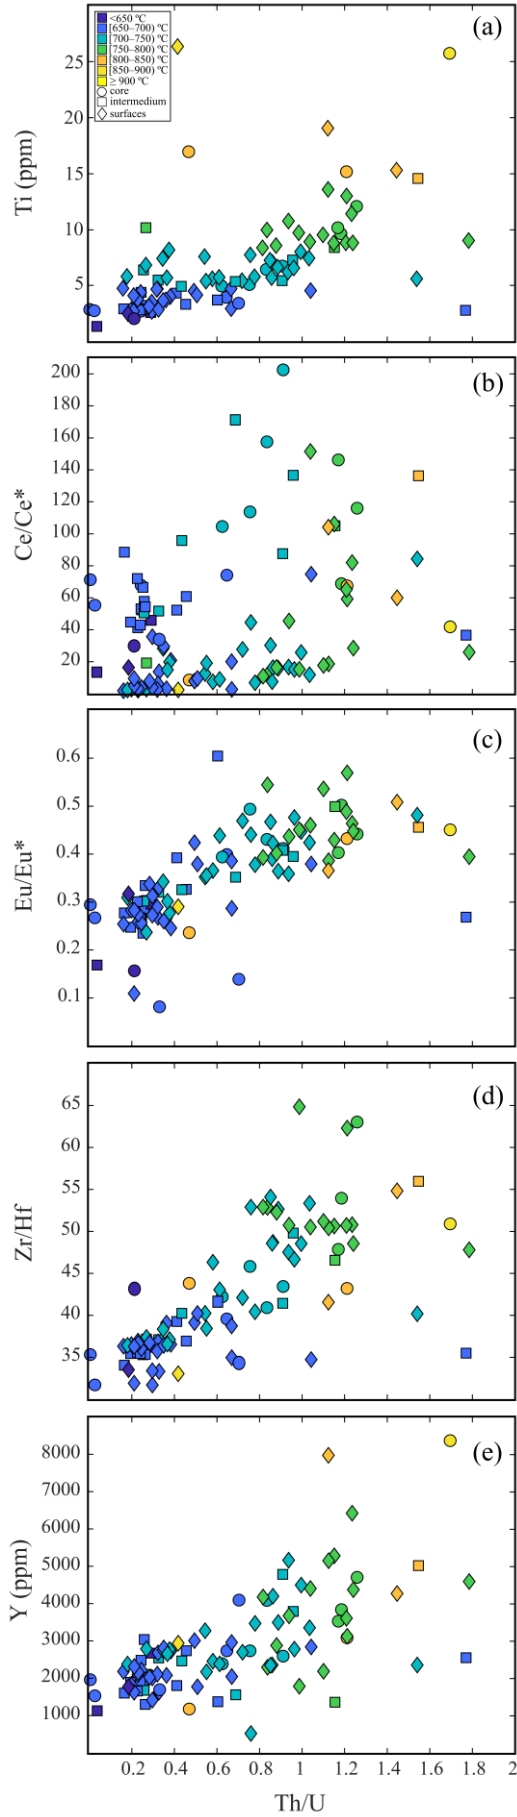 (a)
<650 ºC
[650–700) ºC
[700–750) ºC
[750–800) ºC
[800–850) ºC
[850–900) ºC
≥ 900 ºC
core
intermedium
surfaces
25
20
15
10
5
Ti (ppm)
(b)
200
180
160
140
120
100
80
60
40
20
Ce/Ce*
(c)
0.6
0.5
0.4
0.3
0.2
0.1
Eu/Eu*
(d)
65
60
55
50
45
40
35
Zr/Hf
(e)
8000
7000
6000
5000
4000
3000
2000
1000
Y (ppm)
0.2 0.4 0.6 0.8 1 1.2 1.4 1.6 1.8 2
Th/U